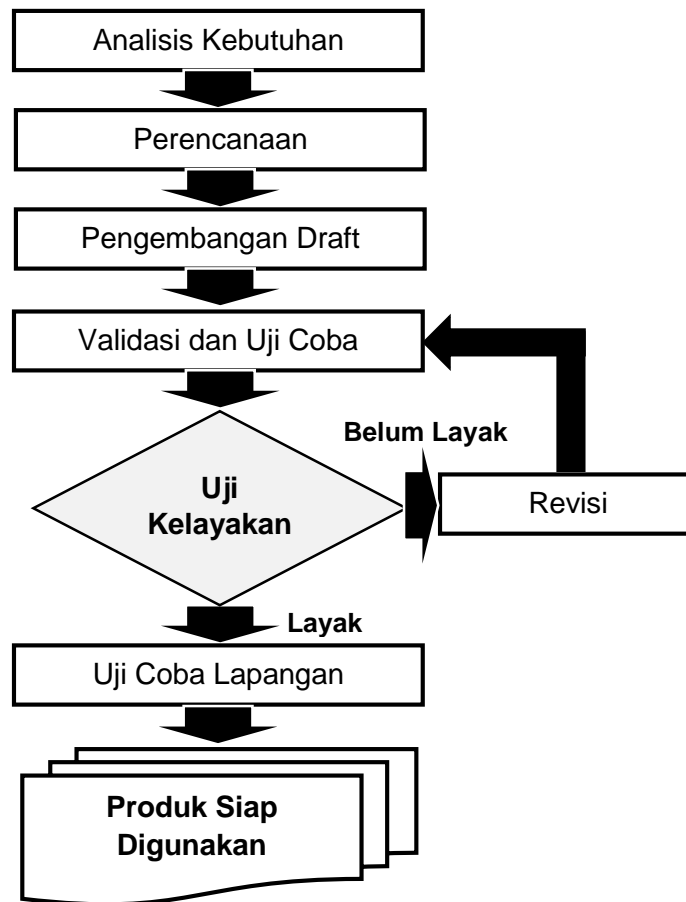 Analisis Kebutuhan
Perencanaan
Pengembangan Draft
Validasi dan Uji Coba
Belum Layak
Uji
Kelayakan
Revisi
Layak
Uji Coba Lapangan
Produk Siap
Digunakan